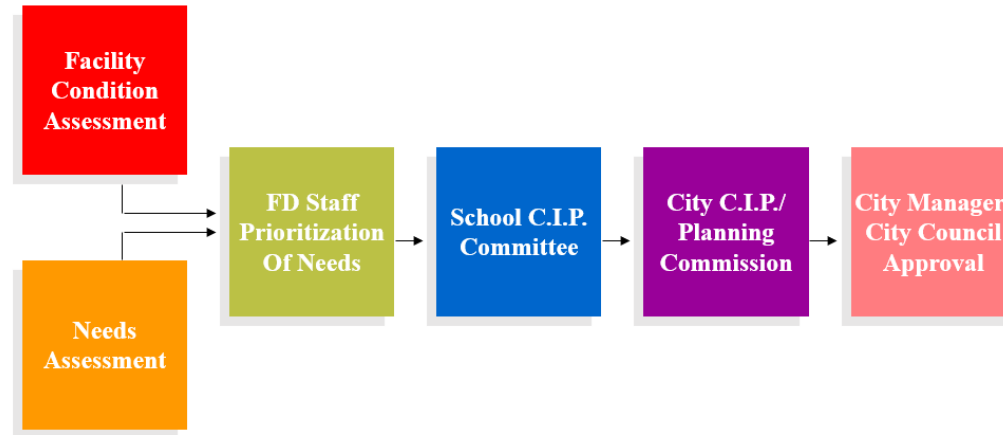 Facility
Condition
Assessment
FD Staff
Prioritization
Of Needs
School C.I.P.
Committee
City C.I.P./
Planning
Commission
City Manager
City Council
Approval
Needs
Assessment